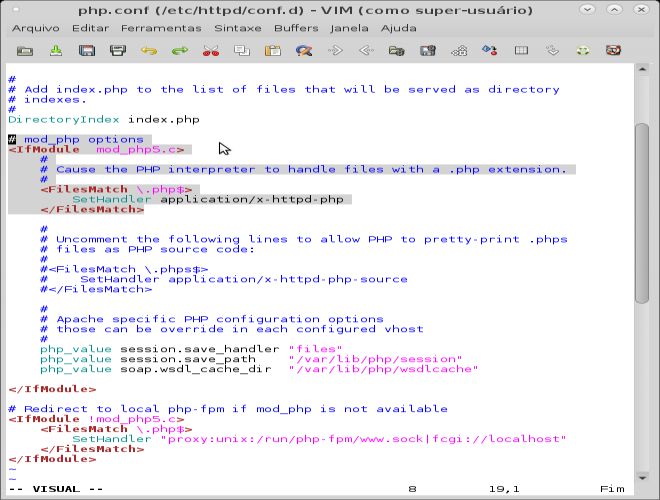 php.conf (/etc/httpd/conf.d) - VIM (como super-usuário)
Arquivo Editar Ferramentas Sintaxe Buffers Janela Ajuda
#
# Add index.php to the list of files that will be served as directory
# indexes.
#
DirectoryIndex index.php
# mod_php options
<IfModule  mod_php5.c>
    #
    # Cause the PHP interpreter to handle files with a .php extension.
    #
    <FilesMatch \.php$>
        SetHandler application/x-httpd-php
    </FilesMatch>
    #
    # Uncomment the following lines to allow PHP to pretty-print .phps
    # files as PHP source code:
    #
    #<FilesMatch \.phps$>
    #    SetHandler application/x-httpd-php-source
    #</FilesMatch>
    #
    # Apache specific PHP configuration options
    # those can be override in each configured vhost
    #
    php_value session.save_handler "files"
    php_value session.save_path    "/var/lib/php/session"
    php_value soap.wsdl_cache_dir  "/var/lib/php/wsdlcache"
</IfModule>
# Redirect to local php-fpm if mod_php is not available
<IfModule !mod_php5.c>
    <FilesMatch \.php$>
        SetHandler "proxy:unix:/run/php-fpm/www.sock|fcgi://localhost"
    </FilesMatch>
</IfModule>
~
~
-- VISUAL -- 8 19,1 Fim